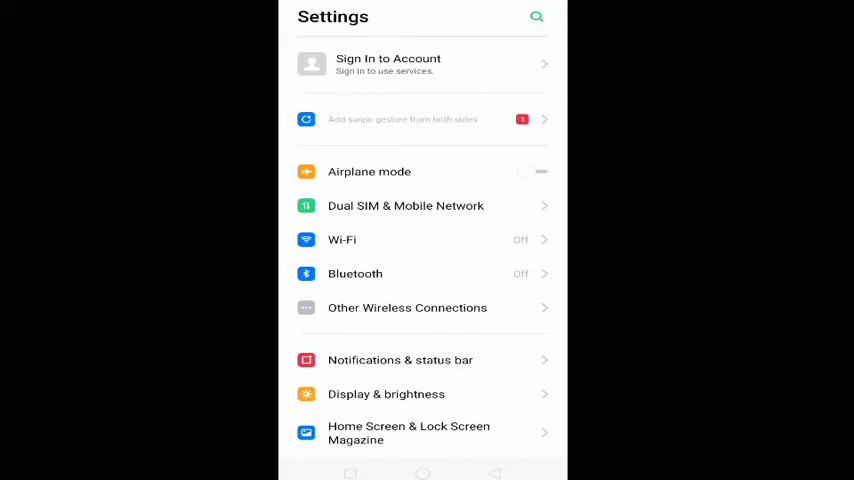 Settings
Sign In to Account
Sign in to use services.
Add swipe gesture from both sides 1
Airplane mode
Dual SIM & Mobile Network
Wi-Fi Off
Bluetooth Off
Other Wireless Connections
Notifications & status bar
Display & brightness
Home Screen & Lock Screen
Magazine